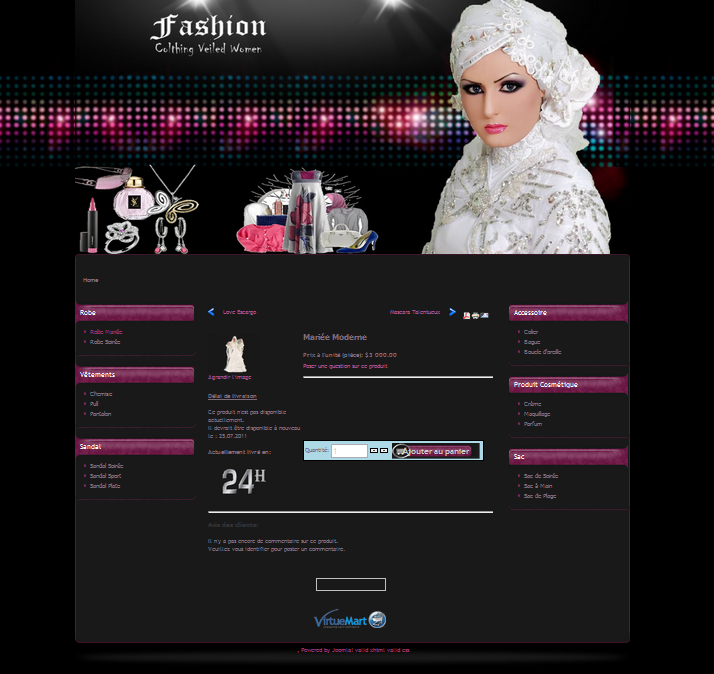 Fashion
Colthing Veiled Women
Home
Robe
Robe Mariée
Robe Soirée
Vêtements
Chemise
Pull
Pantalon
Sandal
Sandal Soirée
Sandal Sport
Sandal Plate
Love Escargo
Mascara Talentueux
Agrandir l'image
Mariée Moderne
Prix à l'unité (pièce): $3 000.00
Poser une question sur ce produit
Délai de livraison
Ce produit n'est pas disponible
actuellement.
Il devrait être disponible à nouveau
le : 25.07.2011
Actuellement livré en:
24H
Quantité:
Ajouter au panier
Avis des clients:
Il n'y a pas encore de commentaire sur ce produit.
Veuillez vous identifier pour poster un commentaire.
VirtueMart
Accessoire
Collier
Bague
Boucle d'oreille
Produit Cosmétique
Crème
Maquillage
Parfum
Sac
Sac de Soirée
Sac à Main
Sac de Plage
, Powered by Joomla! valid xhtml valid css